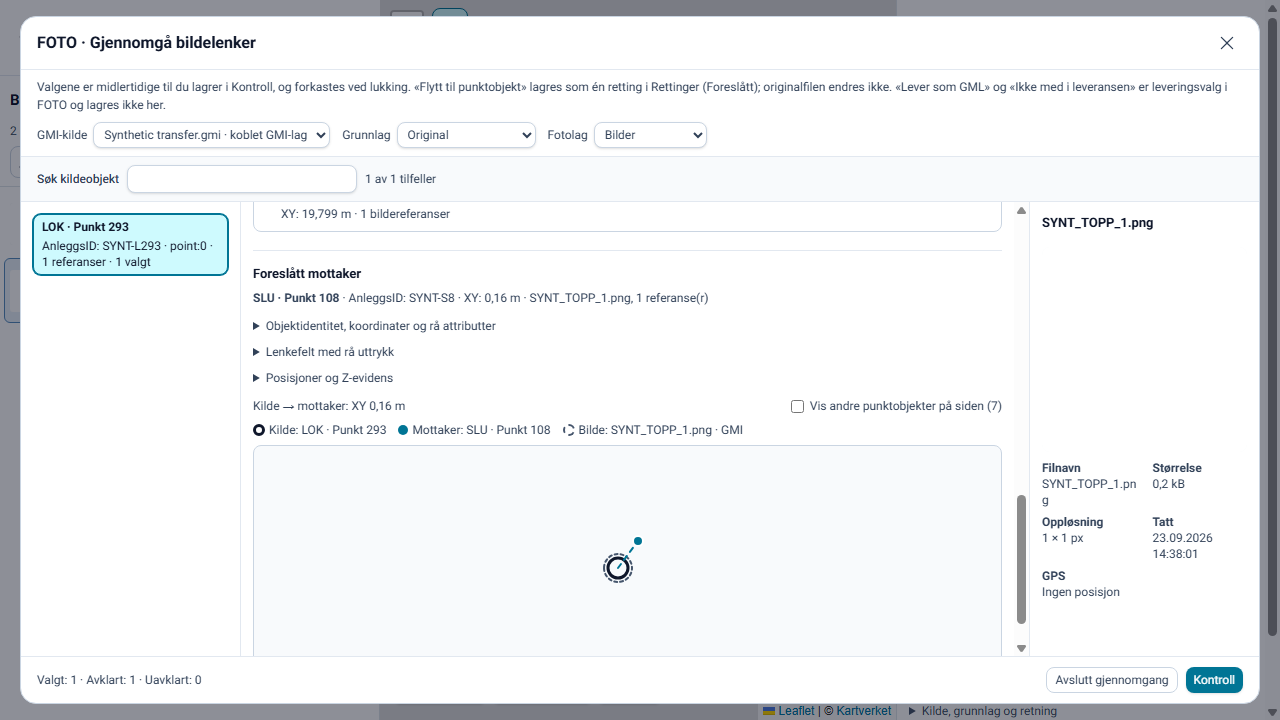 FOTO · Gjennomgå bildelenker
Valgene er midlertidige til du lagrer i Kontroll, og forkastes ved lukking. «Flytt til punktobjekt» lagres som én retting i Rettinger (Foreslått); originalfilen endres ikke. «Lever som GML» og «Ikke med i leveransen» er leveringsvalg i
FOTO og lagres ikke her.
GMI-kilde Synthetic transfer.gmi · koblet GMI-lag Grunnlag Original Fotolag Bilder
Søk kildeobjekt 1 av 1 tilfeller
LOK · Punkt 293
AnleggsID: SYNT-L293 · point:0 ·
1 referanser · 1 valgt
XY: 19,799 m · 1 bildereferanser
Foreslått mottaker
SLU · Punkt 108 · AnleggsID: SYNT-S8 · XY: 0,16 m · SYNT_TOPP_1.png, 1 referanse(r)
Objektidentitet, koordinater og rå attributter
Lenkefelt med rå uttrykk
Posisjoner og Z-evidens
Kilde → mottaker: XY 0,16 m
Vis andre punktobjekter på siden (7)
Kilde: LOK · Punkt 293 Mottaker: SLU · Punkt 108 Bilde: SYNT_TOPP_1.png · GMI
SYNT_TOPP_1.png
Filnavn
SYNT_TOPP_1.pn
g
Størrelse
0,2 kB
Oppløsning
1 × 1 px
Tatt
23.09.2026
14:38:01
GPS
Ingen posisjon
Valgt: 1 · Avklart: 1 · Uavklart: 0
Avslutt gjennomgang
Kontroll
Leaflet | © Kartverket
Kilde, grunnlag og retning